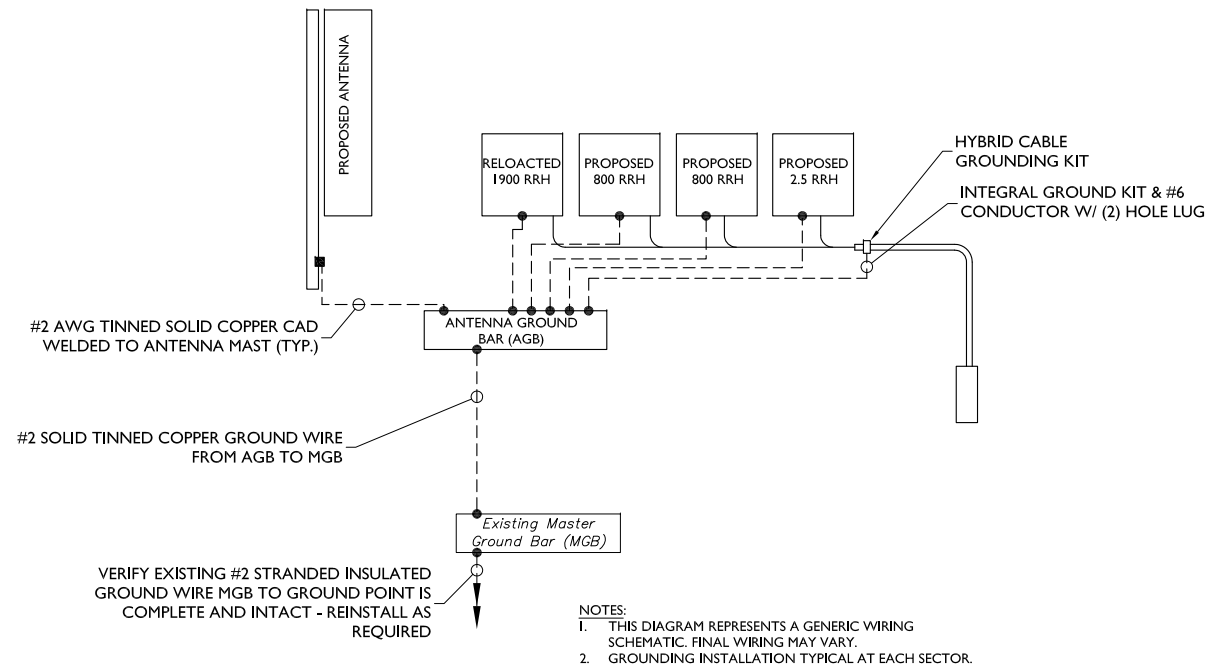 PROPOSED ANTENNA
RELOACTED
1900 RRH
PROPOSED
800 RRH
PROPOSED
800 RRH
PROPOSED
2.5 RRH
HYBRID CABLE
GROUNDING KIT
INTEGRAL GROUND KIT & #6
CONDUCTOR W/ (2) HOLE LUG
#2 AWG TINNED SOLID COPPER CAD
WELDED TO ANTENNA MAST (TYP.)
ANTENNA GROUND
BAR (AGB)
#2 SOLID TINNED COPPER GROUND WIRE
FROM AGB TO MGB
Existing Master
Ground Bar (MGB)
VERIFY EXISTING #2 STRANDED INSULATED
GROUND WIRE MGB TO GROUND POINT IS
COMPLETE AND INTACT - REINSTALL AS
REQUIRED
NOTES:
1. THIS DIAGRAM REPRESENTS A GENERIC WIRING
SCHEMATIC. FINAL WIRING MAY VARY.
2. GROUNDING INSTALLATION TYPICAL AT EACH SECTOR.